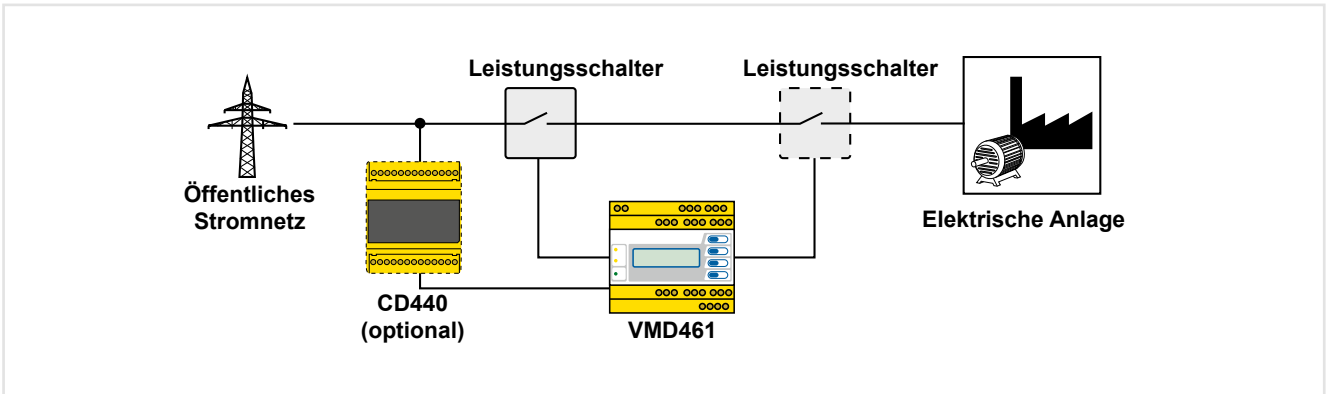 Leistungsschalter
Leistungsschalter
Öffentliches
Stromnetz
Elektrische Anlage
CD440
(optional)
VMD461